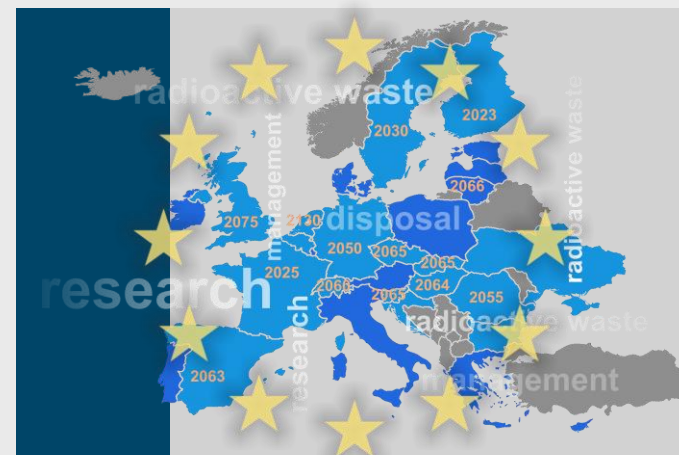 radioactive waste
2023
2030
radioactive waste
management
2066
2075
2130
disposal
2050
2065
2065
2025
2064
2060
2065
2055
research
research
radioactive waste
2063
management